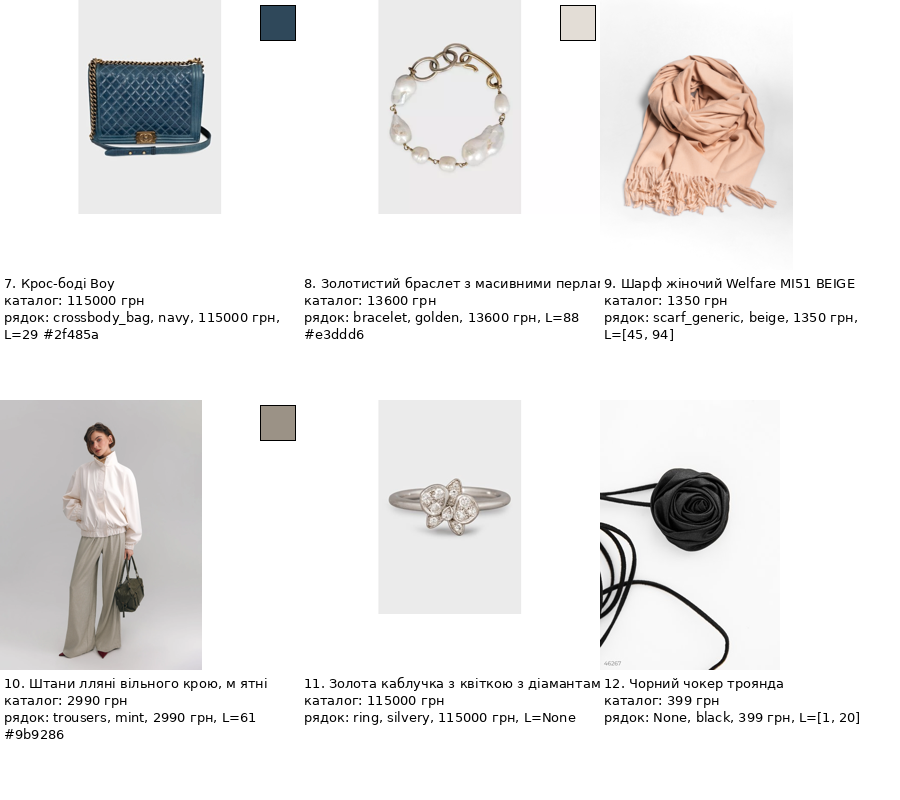 7. Крос-боді Boy
каталог: 115000 грн
рядок: crossbody_bag, navy, 115000 грн,
L=29 #2f485a
8. Золотистий браслет з масивними перлам
каталог: 13600 грн
рядок: bracelet, golden, 13600 грн, L=88
#e3ddd6
9. Шарф жіночий Welfare MI51 BEIGE
каталог: 1350 грн
рядок: scarf_generic, beige, 1350 грн,
L=[45, 94]
46267
10. Штани лляні вільного крою, м ятні
каталог: 2990 грн
рядок: trousers, mint, 2990 грн, L=61
#9b9286
11. Золота каблучка з квіткою з діамантам
каталог: 115000 грн
рядок: ring, silvery, 115000 грн, L=None
12. Чорний чокер троянда
каталог: 399 грн
рядок: None, black, 399 грн, L=[1, 20]